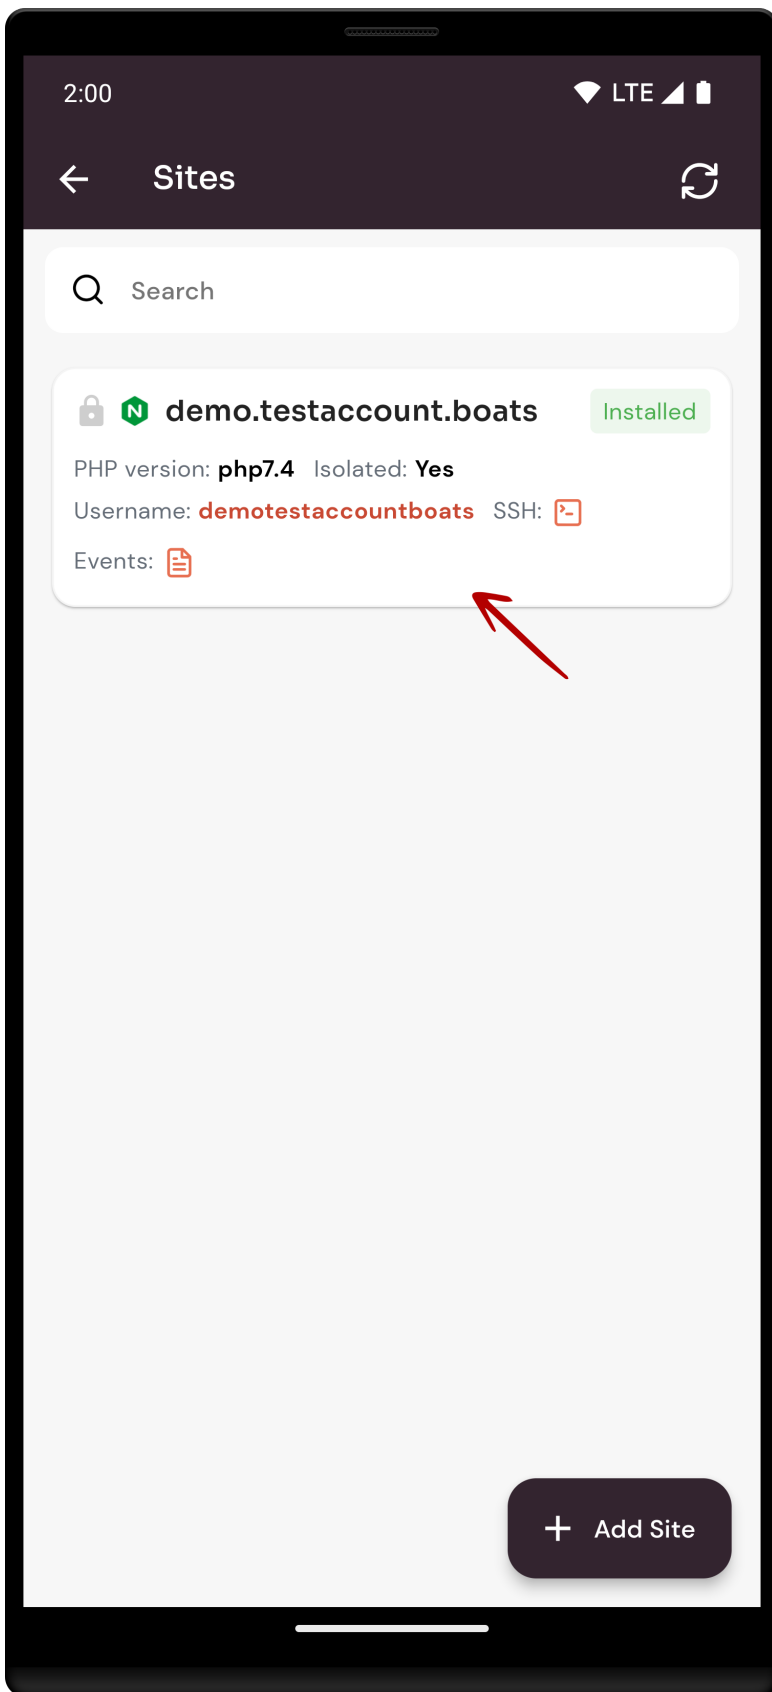 2:00 LTE
Sites
Search
N demo.testaccount.boats Installed
PHP version: php7.4 Isolated: Yes
Username: demotestaccountboats SSH:
Events:
+ Add Site